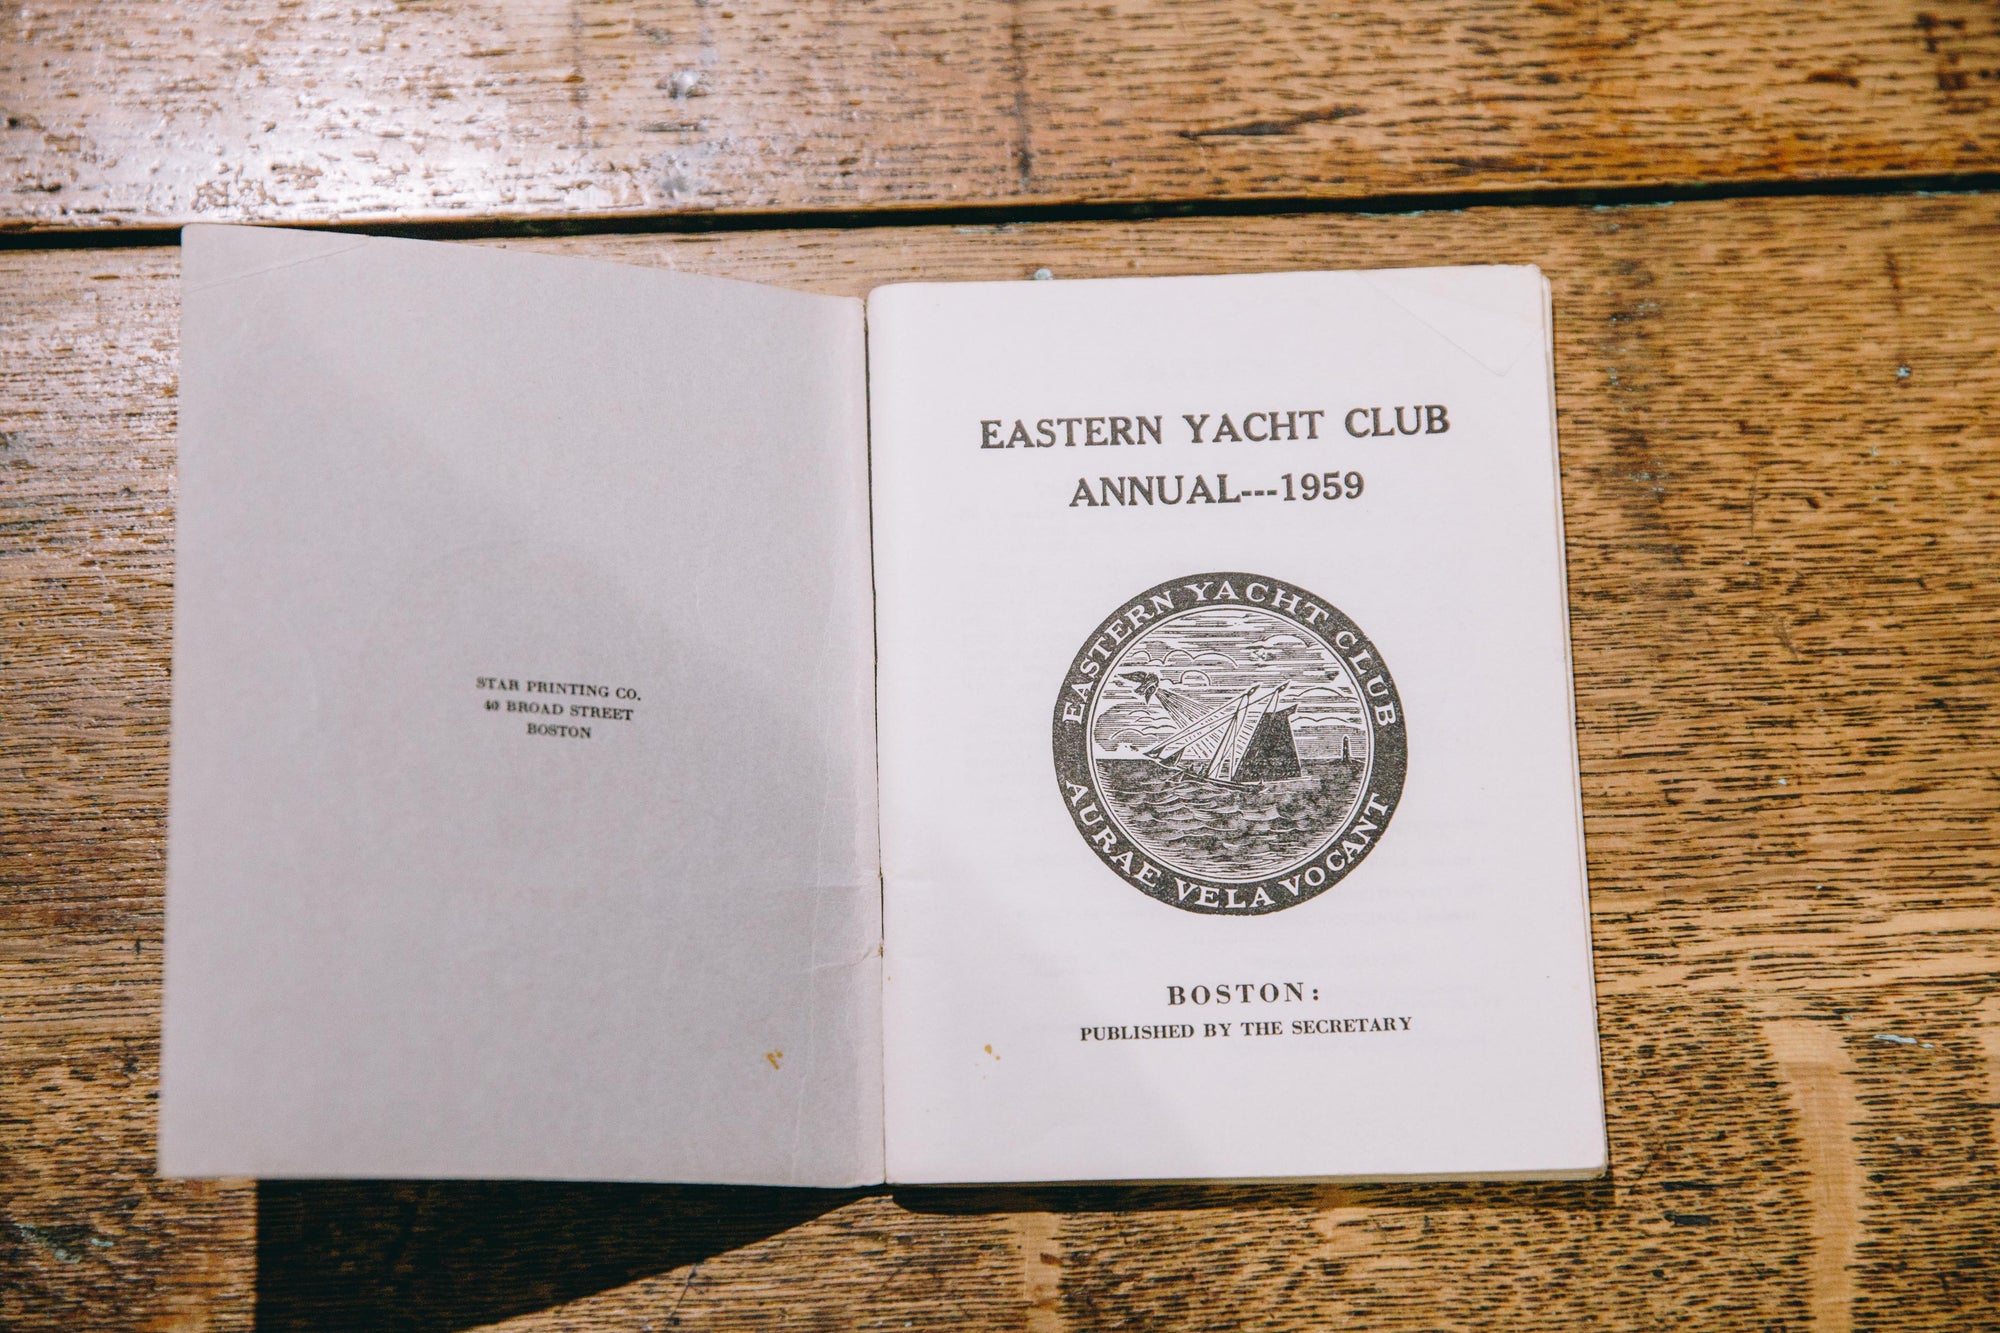 STAR PRINTING CO.
40 BROAD STREET
BOSTON
EASTERN YACHT CLUB
ANNUAL---1959
EASTERN YACHT CLUB
AURAE VELA VOCANT
BOSTON:
PUBLISHED BY THE SECRETARY